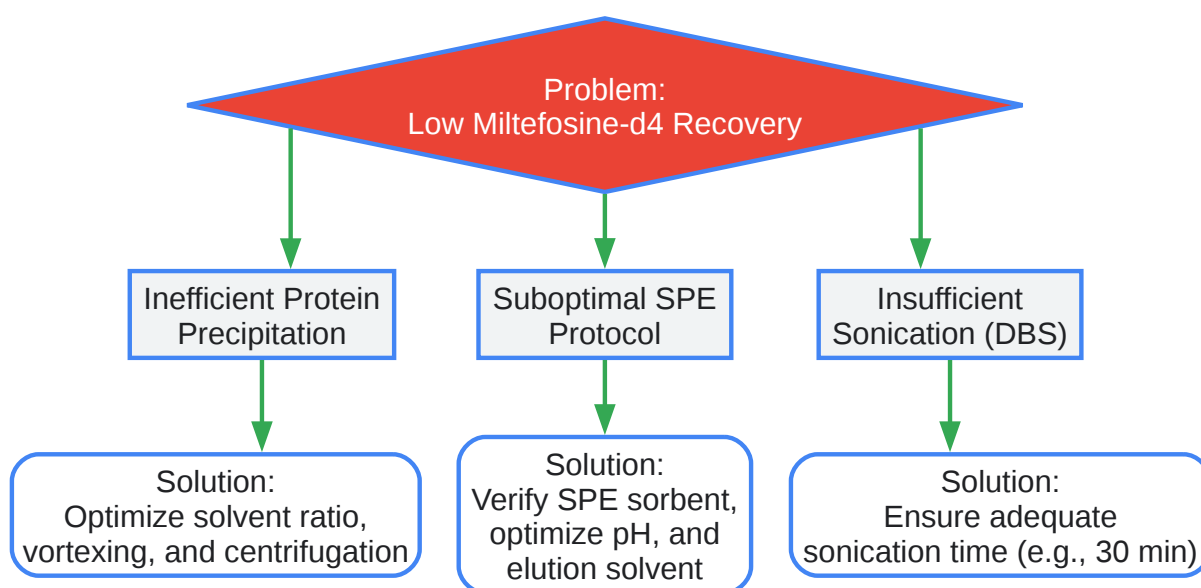 Problem:
Low Miltefosine-d4 Recovery
Inefficient Protein
Precipitation
Suboptimal SPE
Protocol
Insufficient
Sonication (DBS)
Solution:
Optimize solvent ratio,
vortexing, and centrifugation
Solution:
Verify SPE sorbent,
optimize pH, and
elution solvent
Solution:
Ensure adequate
sonication time (e.g., 30 min)